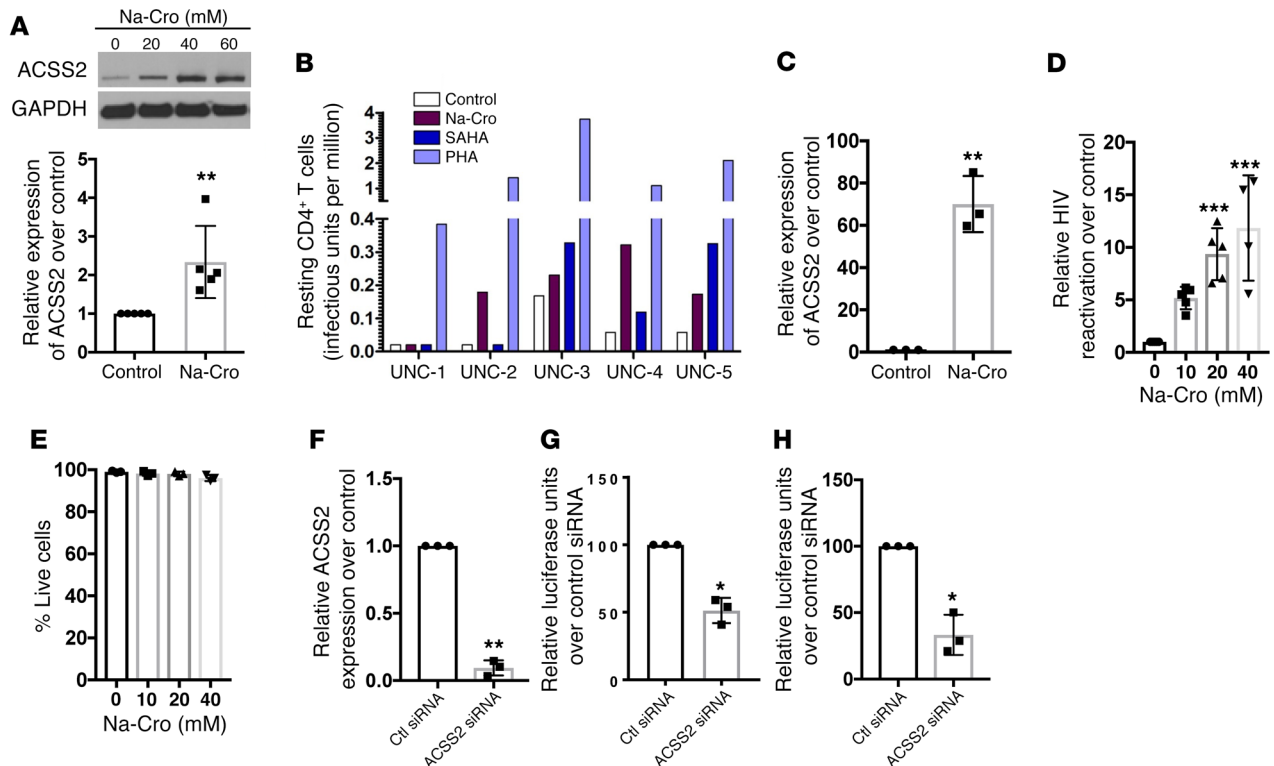 A
Na-Cro (mM)
0 20 40 60
ACSS2
GAPDH
Relative expression
of ACSS2 over control
5
4
3
2
1
0
**
Control Na-Cro
B
Control
Na-Cro
SAHA
PHA
Resting CD4⁺ T cells
(infectious units per million)
4
3
2
1
0.4
0.3
0.2
0.1
0.0
UNC-1 UNC-2 UNC-3 UNC-4 UNC-5
C
Relative expression
of ACSS2 over control
100
80
60
40
20
0
**
Control Na-Cro
D
Relative HIV
reactivation over control
20
15
10
5
0
***
***
0 10 20 40
Na-Cro (mM)
E
% Live cells
100
80
60
40
20
0
0 10 20 40
Na-Cro (mM)
F
Relative ACSS2
expression over control
1.5
1.0
0.5
0.0
**
Ctl siRNA
ACSS2 siRNA
G
Relative luciferase units
over control siRNA
150
100
50
0
*
Ctl siRNA
ACSS2 siRNA
H
Relative luciferase units
over control siRNA
150
100
50
0
*
Ctl siRNA
ACSS2 siRNA